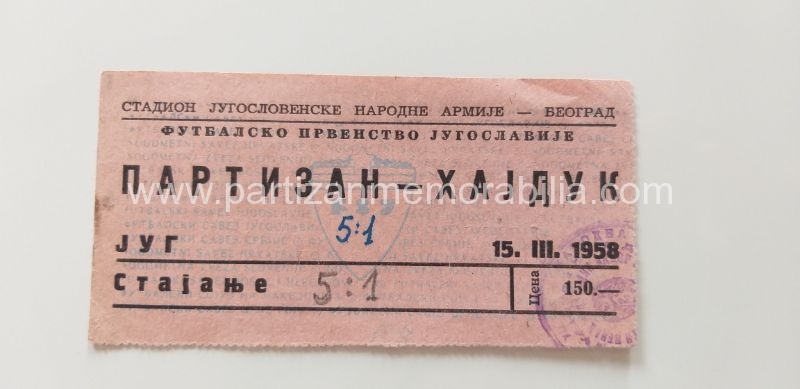 СТАДИОН ЈУГОСЛОВЕНСКЕ НАРОДНЕ АРМИЈЕ — БЕОГРАД
ФУТБАЛСКО ПРВЕНСТВО ЈУГОСЛАВИЈЕ
ПАРТИЗАН — ХАЈДУК
www.partizanmemorabilia.com
5:1
ЈУГ 15. III. 1958
Стајање 5:1 Цена 150.—